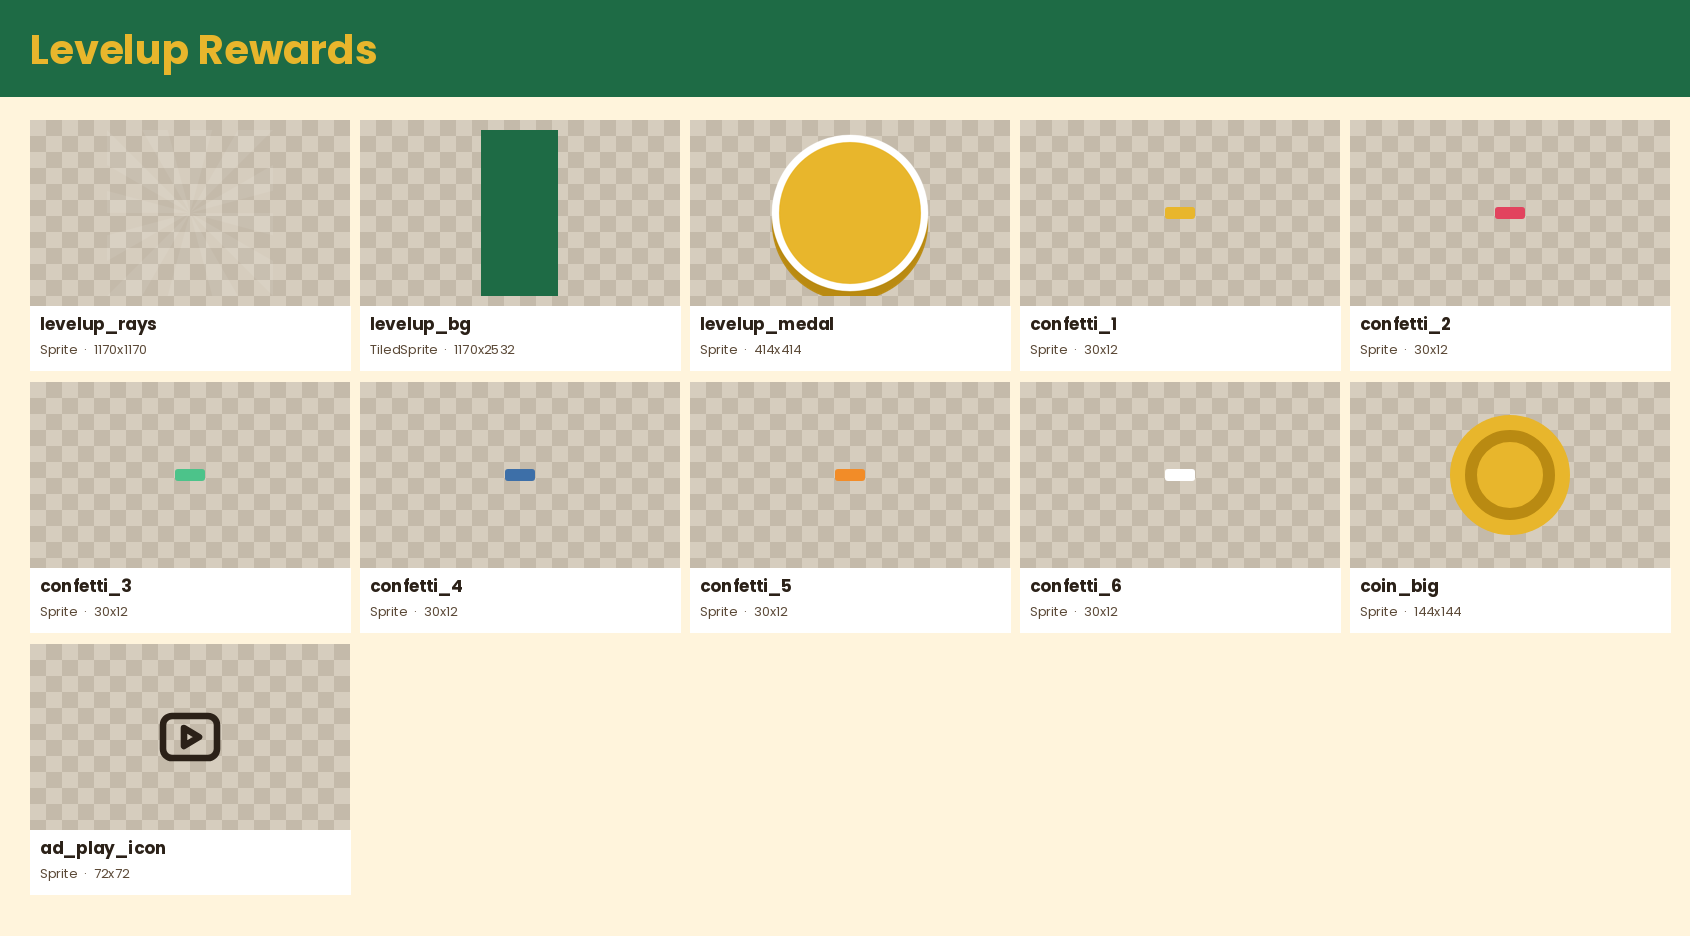 Levelup Rewards
levelup_rays
Sprite · 1170x1170
levelup_bg
TiledSprite · 1170x2532
levelup_medal
Sprite · 414x414
confetti_1
Sprite · 30x12
confetti_2
Sprite · 30x12
confetti_3
Sprite · 30x12
confetti_4
Sprite · 30x12
confetti_5
Sprite · 30x12
confetti_6
Sprite · 30x12
coin_big
Sprite · 144x144
ad_play_icon
Sprite · 72x72